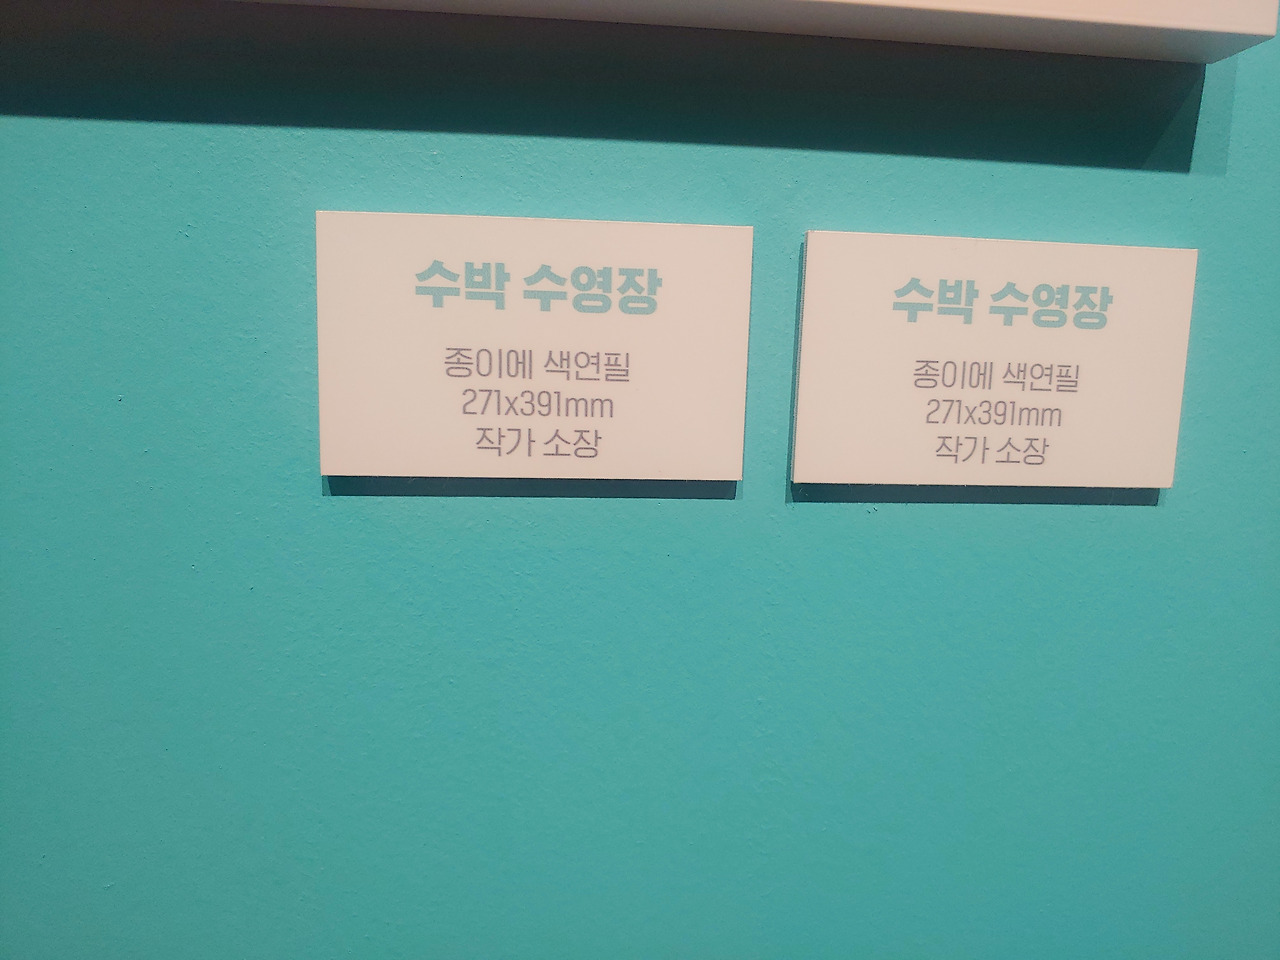 수박 수영장
종이에 색연필
271x391mm
작가 소장
수박 수영장
종이에 색연필
271x391mm
작가 소장